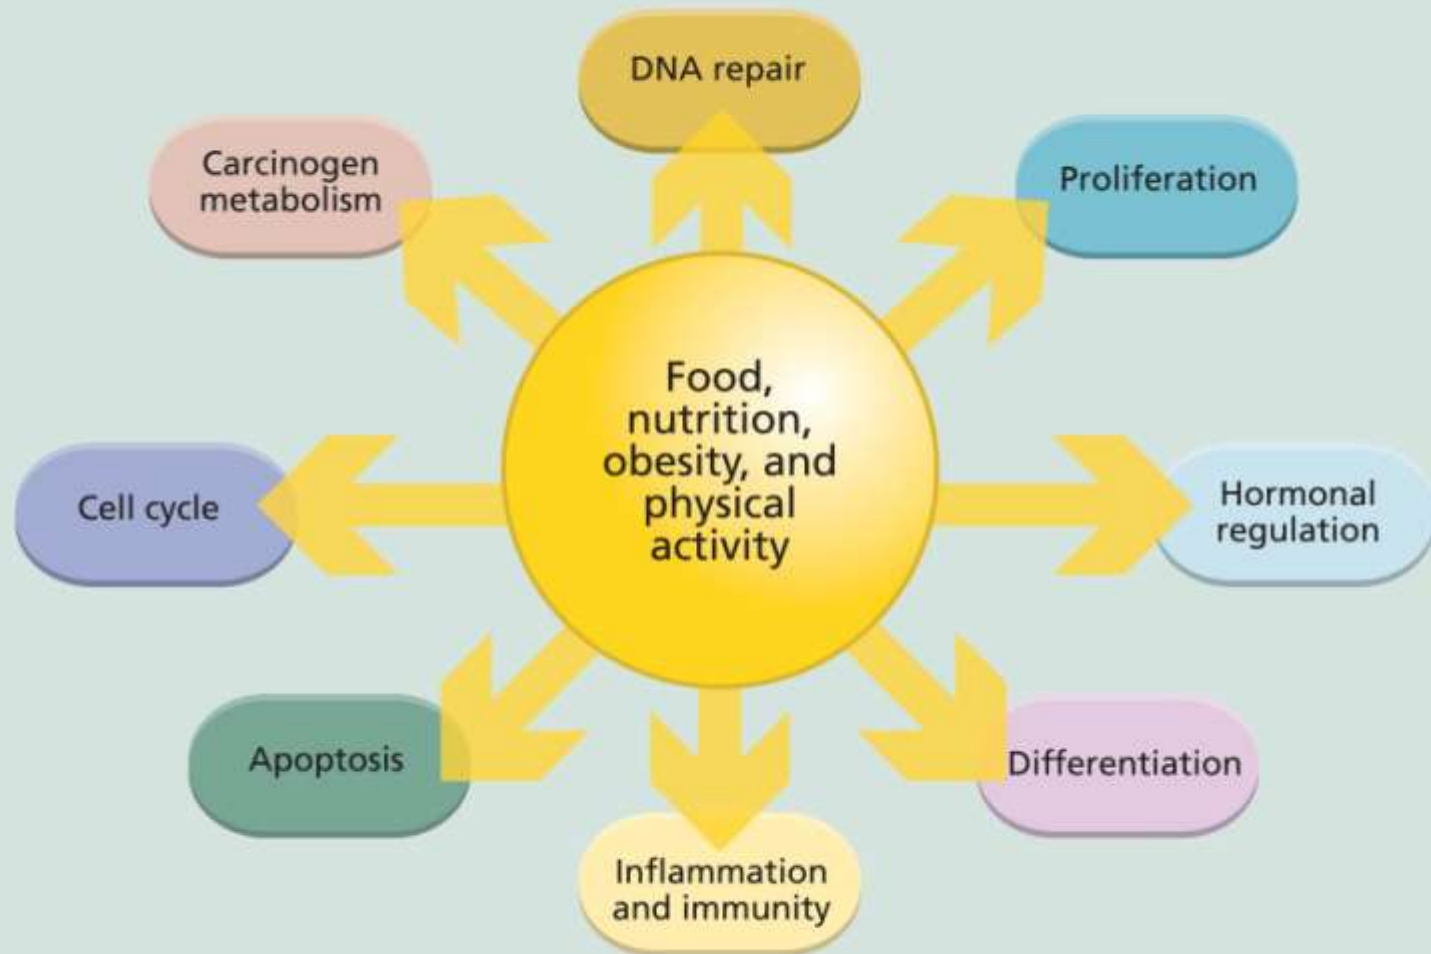 DNA repair
Carcinogen
metabolism
Proliferation
Food,
nutrition,
obesity, and
physical
activity
Cell cycle
Hormonal
regulation
Apoptosis
Differentiation
Inflammation
and immunity